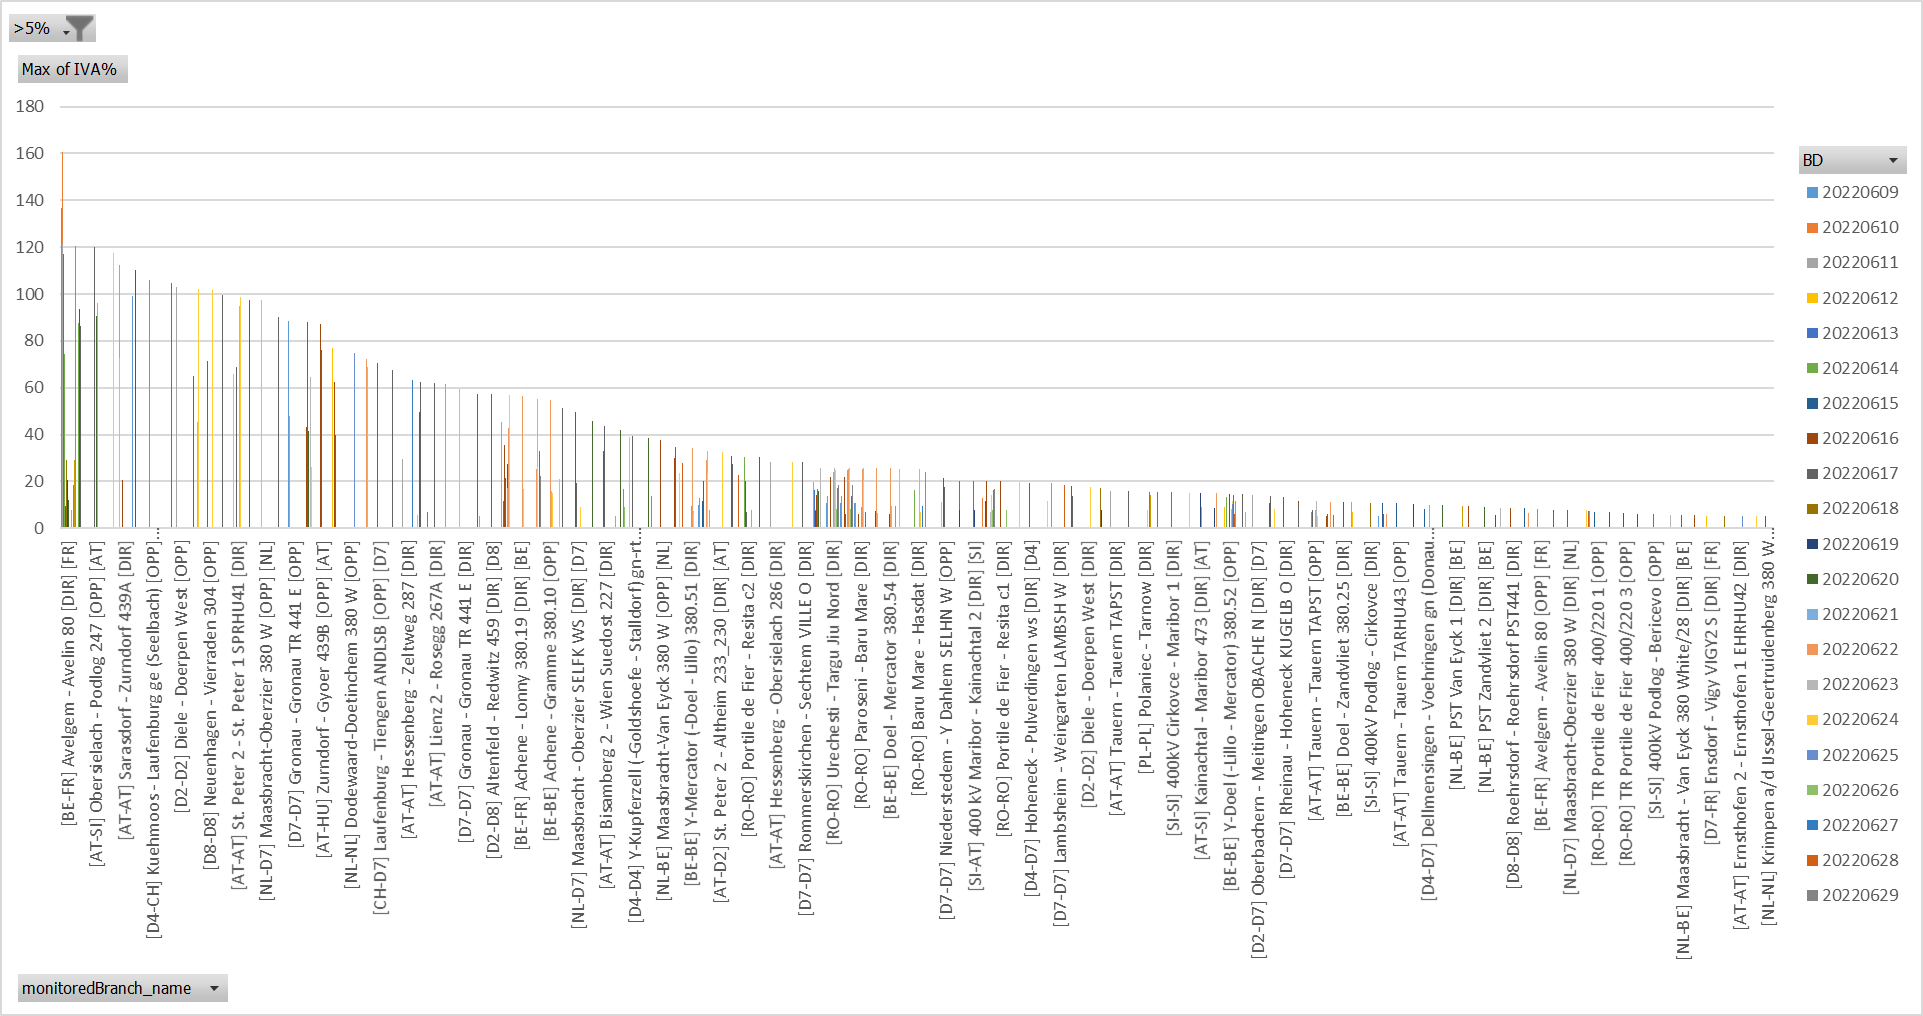 >5%
Max of IVA%
180
160
140
120
100
80
60
40
20
0
[BE-FR] Avelgem - Avelin 80 [DIR] [FR]
[AT-SI] Obersielach - Podlog 247 [OPP] [AT]
[AT-AT] Sarasdorf - Zurndorf 439A [DIR]
[D4-CH] Kuehmoos - Laufenburg ge (Seelbach) [OPP]...
[D2-D2] Diele - Doerpen West [OPP]
[D8-D8] Neuenhagen - Vierraden 304 [OPP]
[AT-AT] St. Peter 2 - St. Peter 1 SPRHU41 [DIR]
[NL-D7] Maasbracht-Oberzier 380 W [OPP] [NL]
[D7-D7] Gronau - Gronau TR 441 E [OPP]
[AT-HU] Zurndorf - Gyoer 439B [OPP] [AT]
[NL-NL] Dodewaard-Doetinchem 380 W [OPP]
[CH-D7] Laufenburg - Tiengen ANDLSB [OPP] [D7]
[AT-AT] Hessenberg - Zeltweg 287 [DIR]
[AT-AT] Lienz 2 - Rosegg 267A [DIR]
[D7-D7] Gronau - Gronau TR 441 E [DIR]
[D2-D8] Altenfeld - Redwitz 459 [DIR] [D8]
[BE-FR] Achene - Lonny 380.19 [DIR] [BE]
[BE-BE] Achene - Gramme 380.10 [OPP]
[NL-D7] Maasbracht - Oberzier SELFK WS [DIR] [D7]
[AT-AT] Bisamberg 2 - Wien Suedost 227 [DIR]
[D4-D4] Y-Kupferzell (-Goldshoefe - Stalldorf) gn-rt...
[NL-BE] Maasbracht-Van Eyck 380 W [OPP] [NL]
[BE-BE] Y-Mercator (-Doel - Lillo) 380.51 [DIR]
[AT-D2] St. Peter 2 - Altheim 233_230 [DIR] [AT]
[RO-RO] Portile de Fier - Resita c2 [DIR]
[AT-AT] Hessenberg - Obersielach 286 [DIR]
[D7-D7] Rommerskirchen - Sechtem VILLE O [DIR]
[RO-RO] Urechesti - Targu Jiu Nord [DIR]
[RO-RO] Paroseni - Baru Mare [DIR]
[BE-BE] Doel - Mercator 380.54 [DIR]
[RO-RO] Baru Mare - Hasdat [DIR]
[D7-D7] Niederstedem - Y Dahlem SELHN W [OPP]
[SI-AT] 400 kV Maribor - Kainachtal 2 [DIR] [SI]
[RO-RO] Portile de Fier - Resita c1 [DIR]
[D4-D7] Hoheneck - Pulverdingen ws [DIR] [D4]
[D7-D7] Lambsheim - Weingarten LAMBSH W [DIR]
[D2-D2] Diele - Doerpen West [DIR]
[AT-AT] Tauern - Tauern TAPST [DIR]
[PL-PL] Polaniec - Tarnow [DIR]
[SI-SI] 400kV Cirkovce - Maribor 1 [DIR]
[AT-SI] Kainachtal - Maribor 473 [DIR] [AT]
[BE-BE] Y-Doel (-Lillo - Mercator) 380.52 [OPP]
[D2-D7] Oberbachern - Meitingen OBACHE N [DIR] [D7]
[D7-D7] Rheinau - Hoheneck KUGELB O [DIR]
[AT-AT] Tauern - Tauern TAPST [OPP]
[BE-BE] Doel - Zandvliet 380.25 [DIR]
[SI-SI] 400kV Podlog - Cirkovce [DIR]
[AT-AT] Tauern - Tauern TARHU43 [OPP]
[D4-D7] Dellmensingen - Voehringen gn (Donau...
[NL-BE] PST Van Eyck 1 [DIR] [BE]
[NL-BE] PST Zandvliet 2 [DIR] [BE]
[D8-D8] Roehrsdorf - Roehrsdorf PST441 [DIR]
[BE-FR] Avelgem - Avelin 80 [OPP] [FR]
[NL-D7] Maasbracht-Oberzier 380 W [DIR] [NL]
[RO-RO] TR Portile de Fier 400/220 1 [OPP]
[RO-RO] TR Portile de Fier 400/220 3 [OPP]
[SI-SI] 400kV Podlog - Bericevo [OPP]
[NL-BE] Maasbracht - Van Eyck 380 White/28 [DIR] [BE]
[D7-FR] Ensdorf - Vigy VIGY2 S [DIR] [FR]
[AT-AT] Ernsthofen 2 - Ernsthofen 1 EHRHU42 [DIR]
[NL-NL] Krimpen a/d IJssel-Geertruidenberg 380 W...
BD
20220609
20220610
20220611
20220612
20220613
20220614
20220615
20220616
20220617
20220618
20220619
20220620
20220621
20220622
20220623
20220624
20220625
20220626
20220627
20220628
20220629
monitoredBranch_name